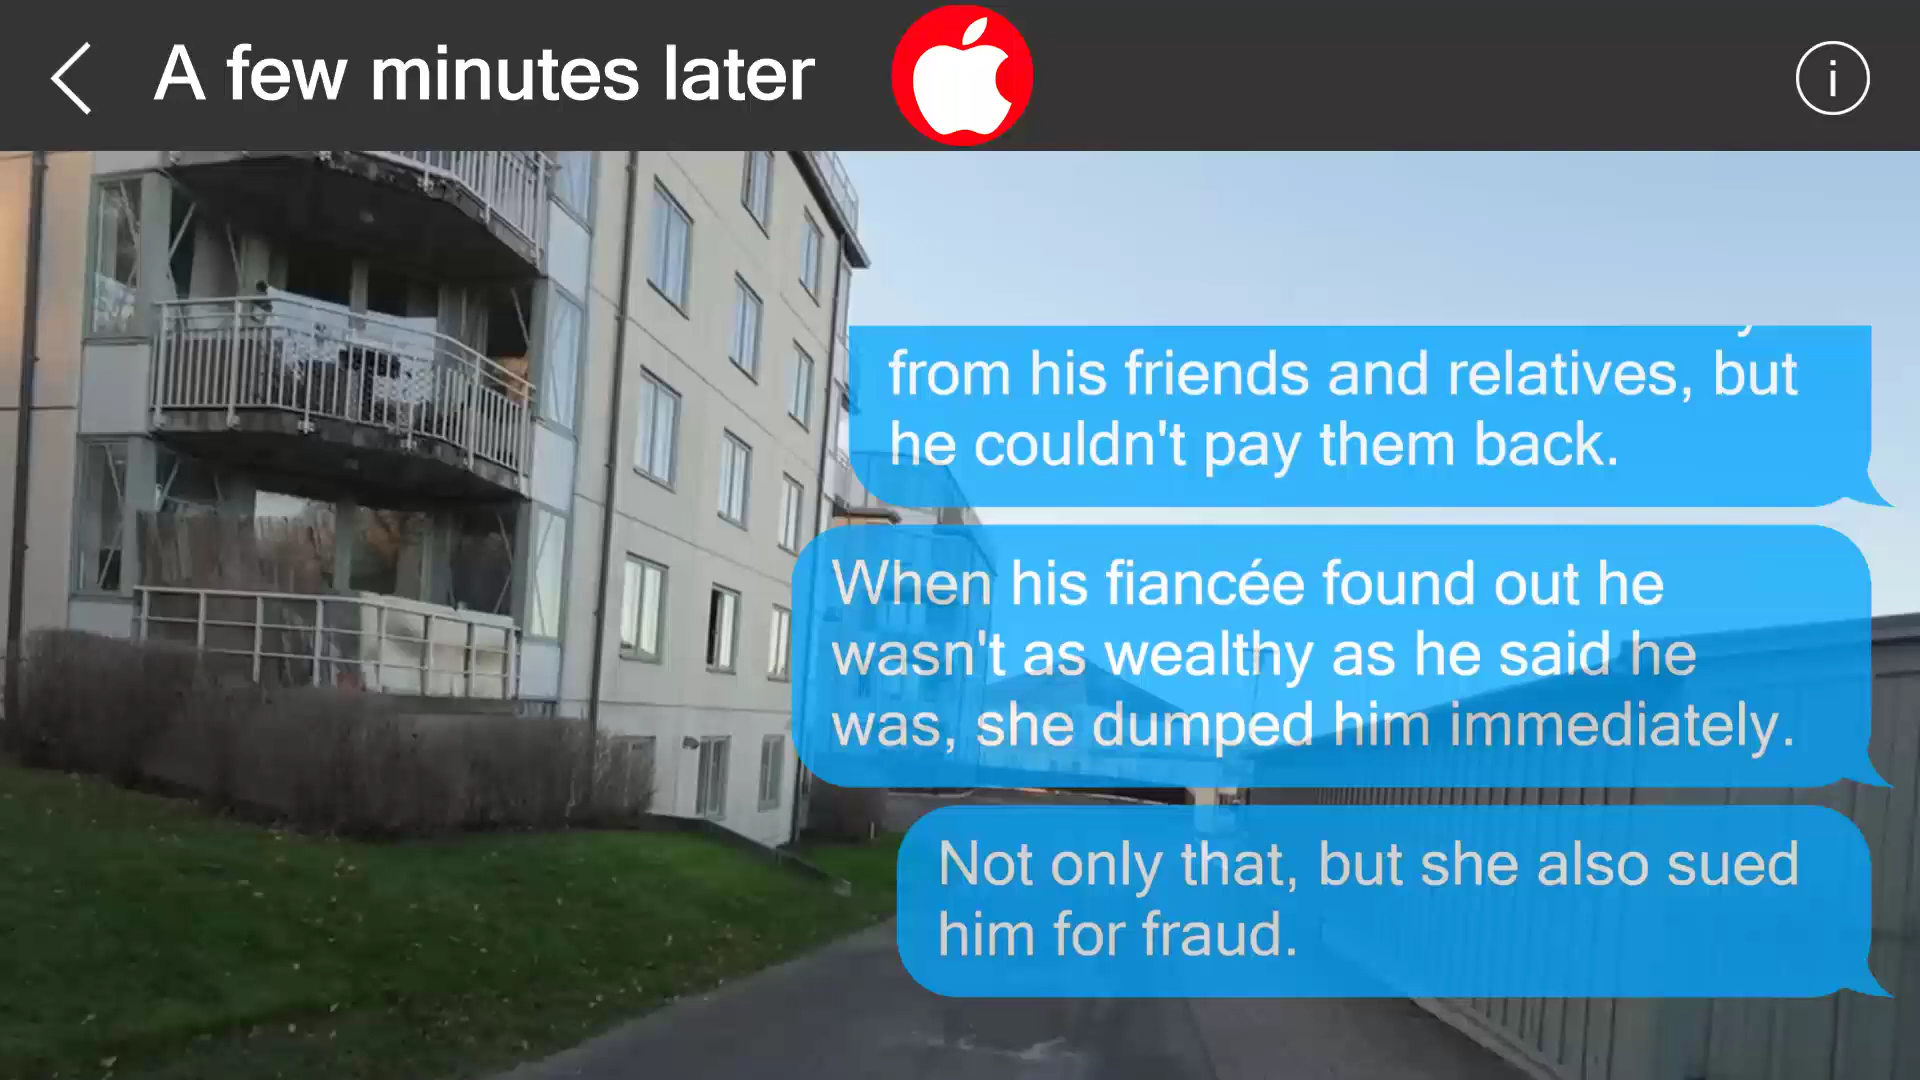 A few minutes later
from his friends and relatives, but
he couldn't pay them back.
When his fiancée found out he
wasn't as wealthy as he said he
was, she dumped him immediately.
Not only that, but she also sued
him for fraud.